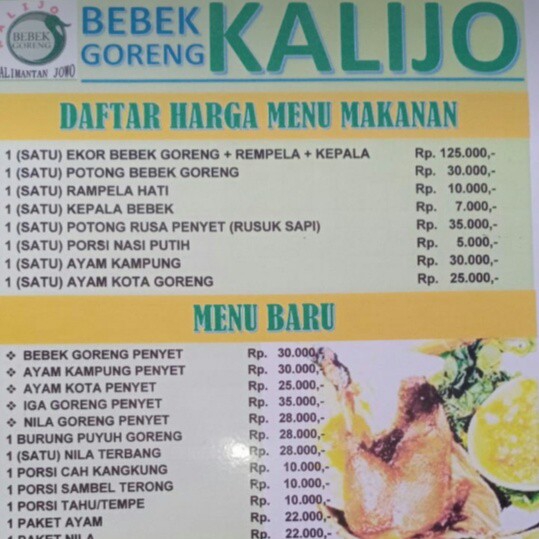 KALIJO
BEBEK GORENG
KALIMANTAN JOWO
BEBEK GORENG KALIJO
DAFTAR HARGA MENU MAKANAN
1 (SATU) EKOR BEBEK GORENG + REMPELA + KEPALA Rp. 125.000,-
1 (SATU) POTONG BEBEK GORENG Rp. 30.000,-
1 (SATU) RAMPELA HATI Rp. 10.000,-
1 (SATU) KEPALA BEBEK Rp. 7.000,-
1 (SATU) POTONG RUSA PENYET (RUSUK SAPI) Rp. 35.000,-
1 (SATU) PORSI NASI PUTIH Rp. 5.000,-
1 (SATU) AYAM KAMPUNG Rp. 30.000,-
1 (SATU) AYAM KOTA GORENG Rp. 25.000,-
MENU BARU
❖ BEBEK GORENG PENYET Rp. 30.000,-
❖ AYAM KAMPUNG PENYET Rp. 30.000,-
❖ AYAM KOTA PENYET Rp. 25.000,-
❖ IGA GORENG PENYET Rp. 35.000,-
❖ NILA GORENG PENYET Rp. 28.000,-
1 BURUNG PUYUH GORENG Rp. 28.000,-
1 (SATU) NILA TERBANG Rp. 28.000,-
1 PORSI CAH KANGKUNG Rp. 10.000,-
1 PORSI SAMBEL TERONG Rp. 10.000,-
1 PORSI TAHU/TEMPE Rp. 10.000,-
1 PAKET AYAM Rp. 22.000,-
1 PAKET NILA Rp. 22.000,-